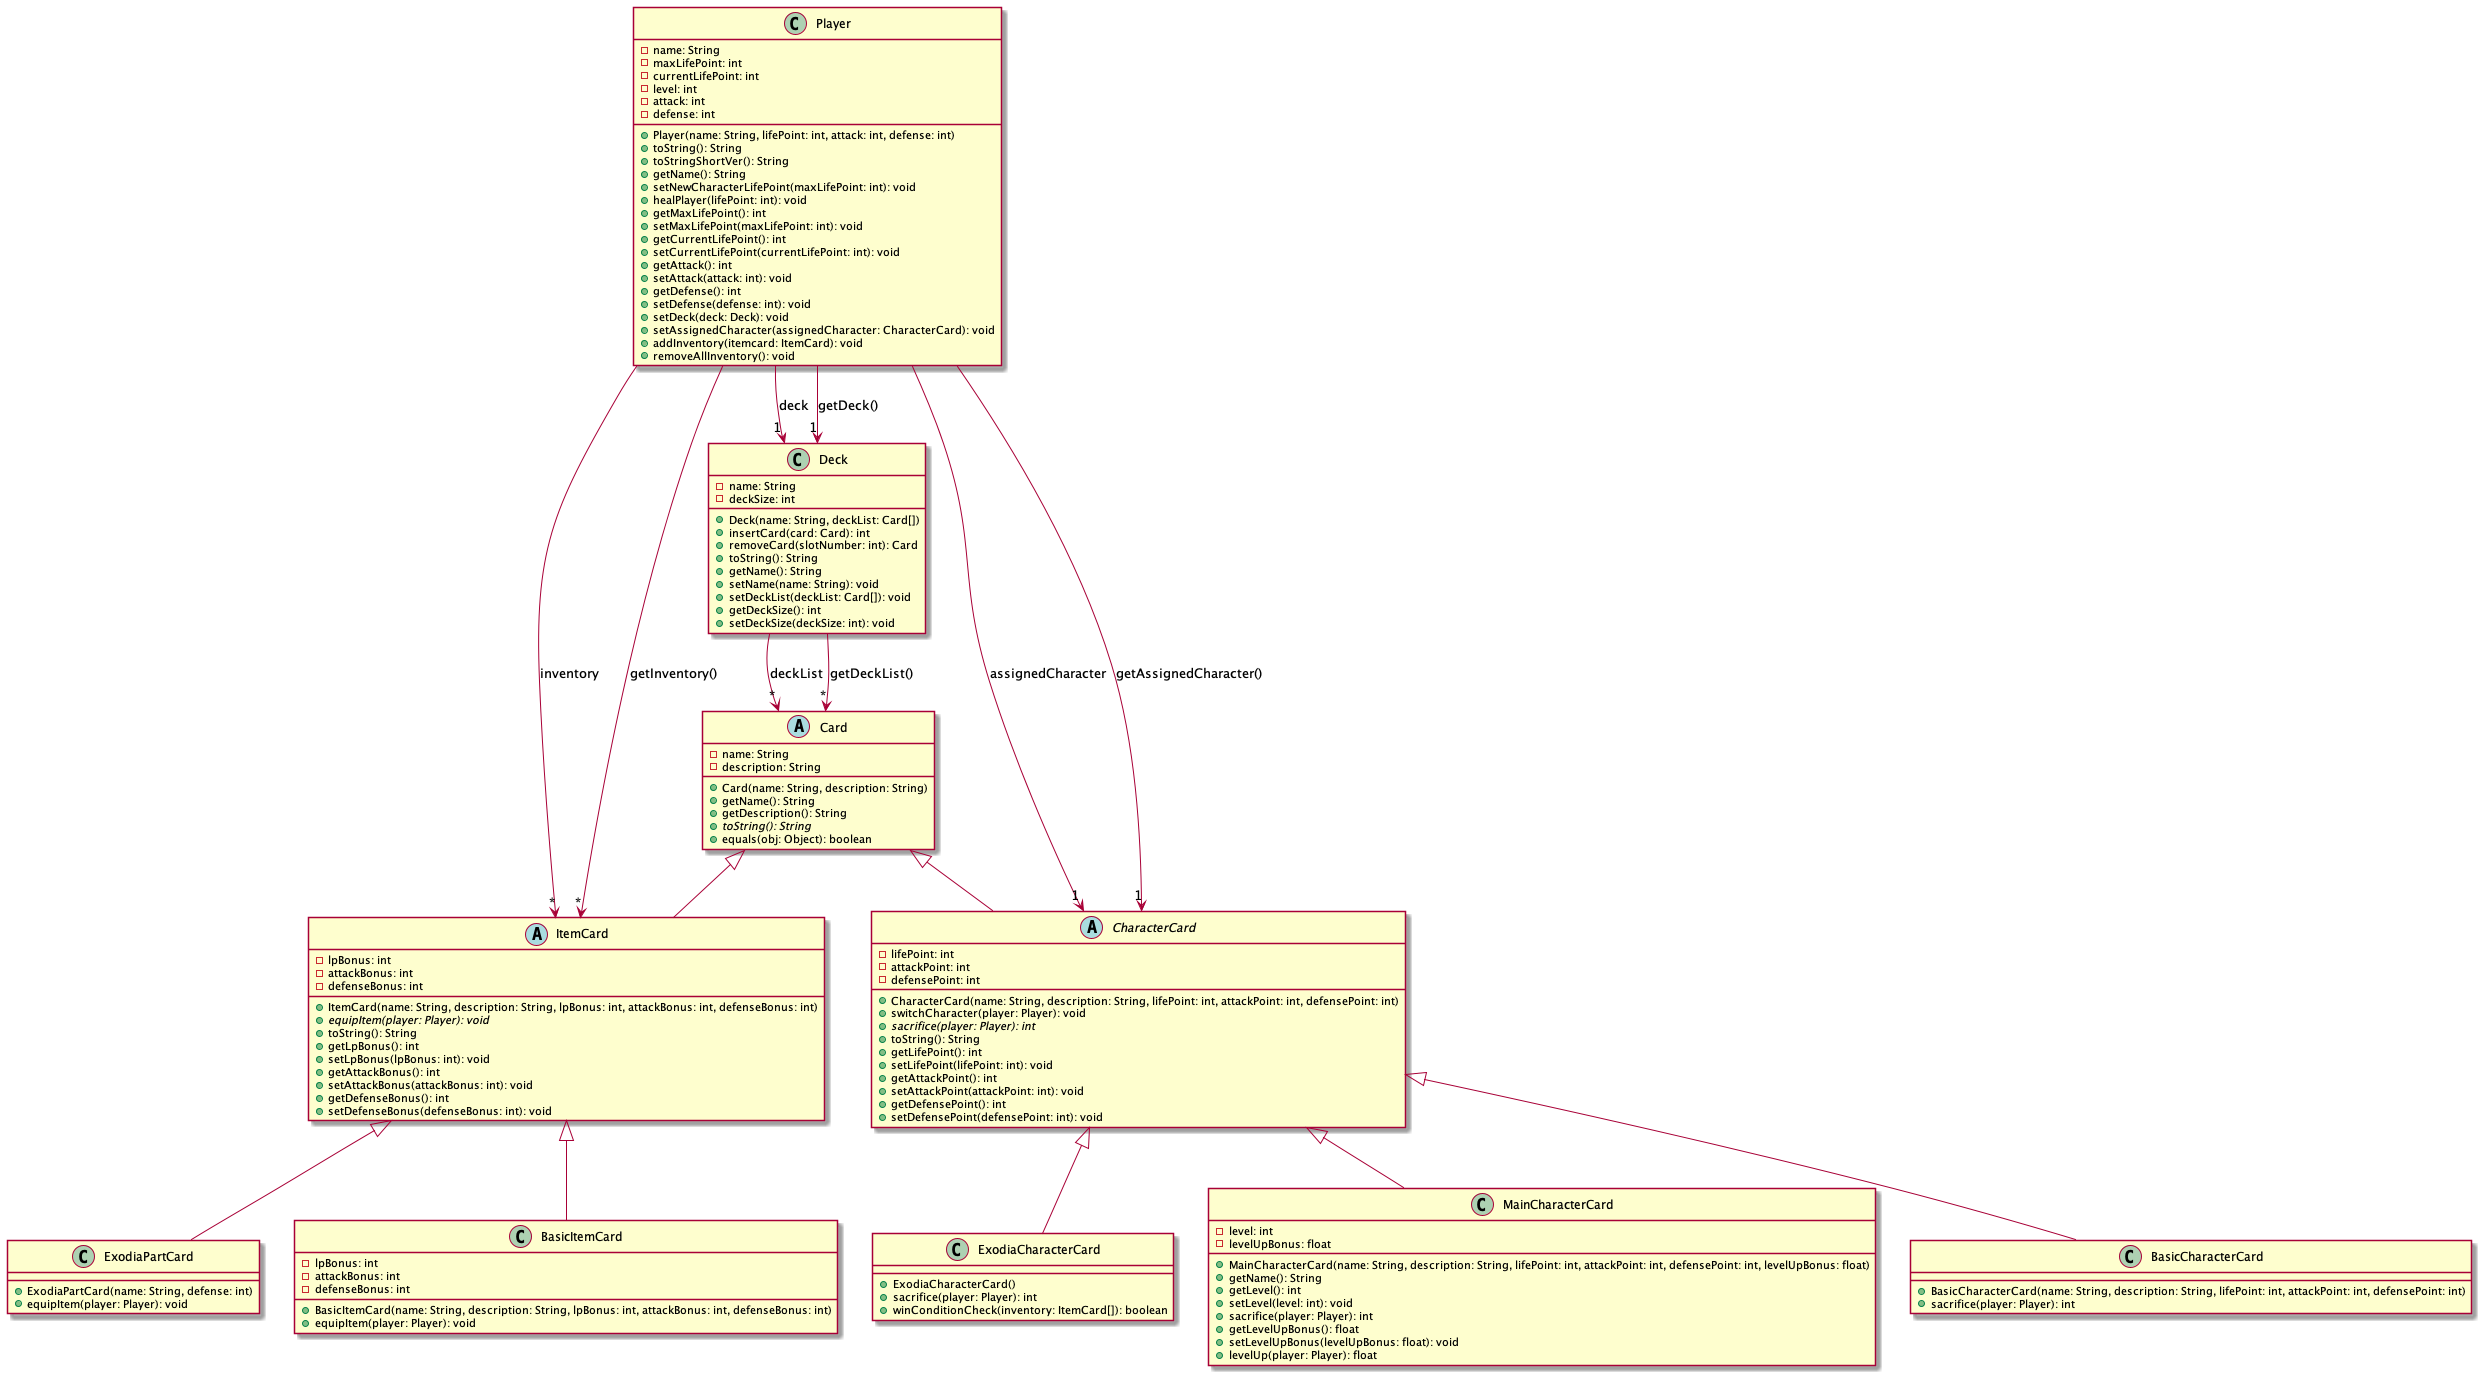 C Player
name: String
maxLifePoint: int
currentLifePoint: int
level: int
attack: int
defense: int
Player(name: String, lifePoint: int, attack: int, defense: int)
toString(): String
toStringShortVer(): String
getName(): String
setNewCharacterLifePoint(maxLifePoint: int): void
healPlayer(lifePoint: int): void
getMaxLifePoint(): int
setMaxLifePoint(maxLifePoint: int): void
getCurrentLifePoint(): int
setCurrentLifePoint(currentLifePoint: int): void
getAttack(): int
setAttack(attack: int): void
getDefense(): int
setDefense(defense: int): void
setDeck(deck: Deck): void
setAssignedCharacter(assignedCharacter: CharacterCard): void
addInventory(itemcard: ItemCard): void
removeAllInventory(): void
deck
getDeck()
1
1
C Deck
name: String
deckSize: int
Deck(name: String, deckList: Card[])
insertCard(card: Card): int
removeCard(slotNumber: int): Card
toString(): String
getName(): String
setName(name: String): void
setDeckList(deckList: Card[]): void
getDeckSize(): int
setDeckSize(deckSize: int): void
inventory
getInventory()
deckList
getDeckList()
assignedCharacter
getAssignedCharacter()
*
*
A Card
name: String
description: String
Card(name: String, description: String)
getName(): String
getDescription(): String
toString(): String
equals(obj: Object): boolean
*
*
1
1
A ItemCard
lpBonus: int
attackBonus: int
defenseBonus: int
ItemCard(name: String, description: String, lpBonus: int, attackBonus: int, defenseBonus: int)
equipItem(player: Player): void
toString(): String
getLpBonus(): int
setLpBonus(lpBonus: int): void
getAttackBonus(): int
setAttackBonus(attackBonus: int): void
getDefenseBonus(): int
setDefenseBonus(defenseBonus: int): void
A CharacterCard
lifePoint: int
attackPoint: int
defensePoint: int
CharacterCard(name: String, description: String, lifePoint: int, attackPoint: int, defensePoint: int)
switchCharacter(player: Player): void
sacrifice(player: Player): int
toString(): String
getLifePoint(): int
setLifePoint(lifePoint: int): void
getAttackPoint(): int
setAttackPoint(attackPoint: int): void
getDefensePoint(): int
setDefensePoint(defensePoint: int): void
C ExodiaPartCard
ExodiaPartCard(name: String, defense: int)
equipItem(player: Player): void
C BasicItemCard
lpBonus: int
attackBonus: int
defenseBonus: int
BasicItemCard(name: String, description: String, lpBonus: int, attackBonus: int, defenseBonus: int)
equipItem(player: Player): void
C ExodiaCharacterCard
ExodiaCharacterCard()
sacrifice(player: Player): int
winConditionCheck(inventory: ItemCard[]): boolean
C MainCharacterCard
level: int
levelUpBonus: float
MainCharacterCard(name: String, description: String, lifePoint: int, attackPoint: int, defensePoint: int, levelUpBonus: float)
getName(): String
getLevel(): int
setLevel(level: int): void
sacrifice(player: Player): int
getLevelUpBonus(): float
setLevelUpBonus(levelUpBonus: float): void
levelUp(player: Player): float
C BasicCharacterCard
BasicCharacterCard(name: String, description: String, lifePoint: int, attackPoint: int, defensePoint: int)
sacrifice(player: Player): int